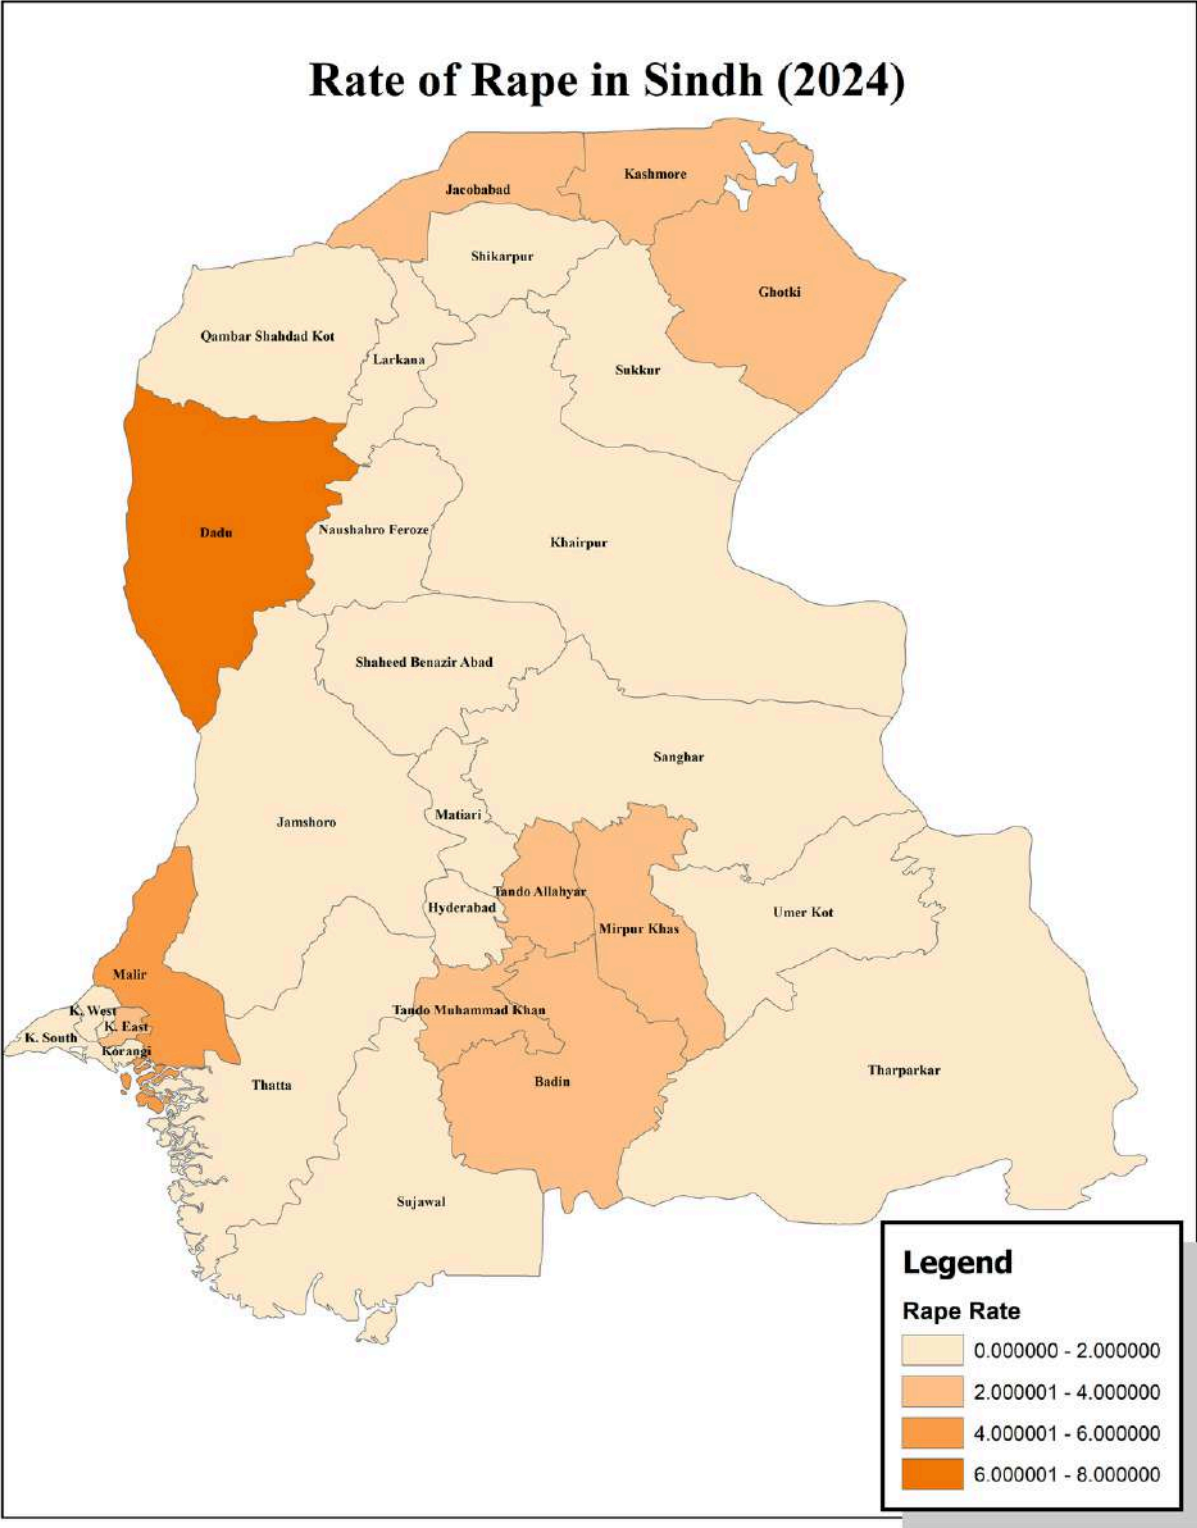 Rate of Rape in Sindh (2024)
Jacobabad
Kashmore
Shikarpur
Ghotki
Qambar Shahdad Kot
Larkana
Sukkur
Dadu
Naushahro Feroze
Khairpur
Shaheed Benazir Abad
Sanghar
Jamshoro
Matiari
Tando Allahyar
Hyderabad
Umer Kot
Mirpur Khas
Malir
K. West
Tando Muhammad Khan
K. East
K. South
Korangi
Thatta
Badin
Tharparkar
Sujawal
Legend
Rape Rate
0.000000 - 2.000000
2.000001 - 4.000000
4.000001 - 6.000000
6.000001 - 8.000000